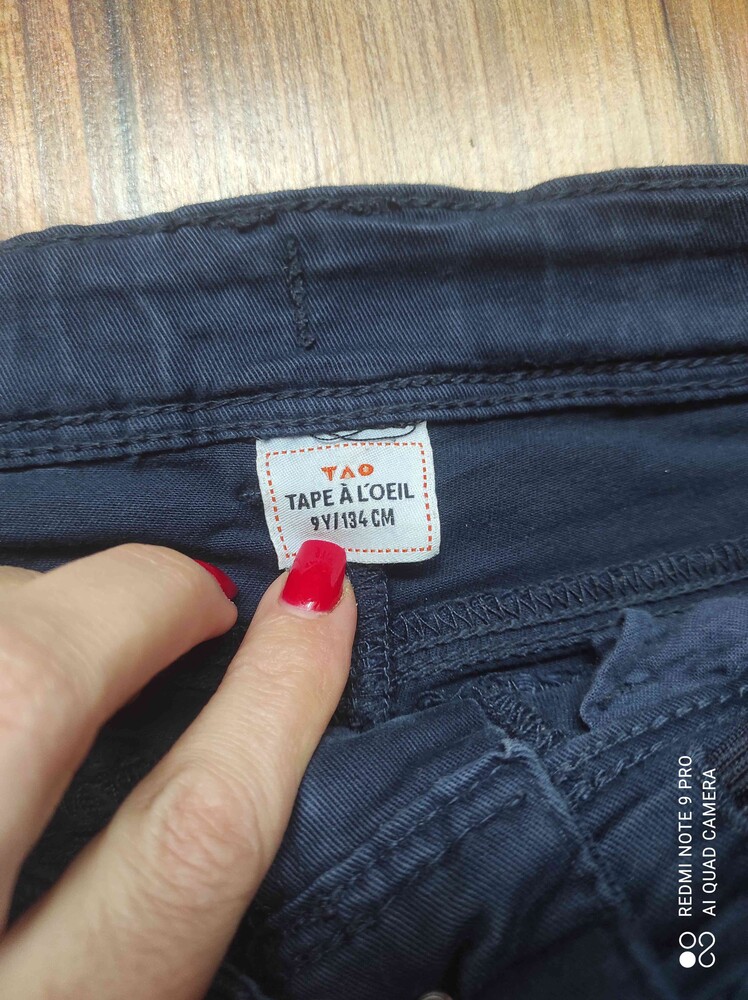 TAO
TAPE À L'OEIL
9Y/134 CM
REDMI NOTE 9 PRO
AI QUAD CAMERA